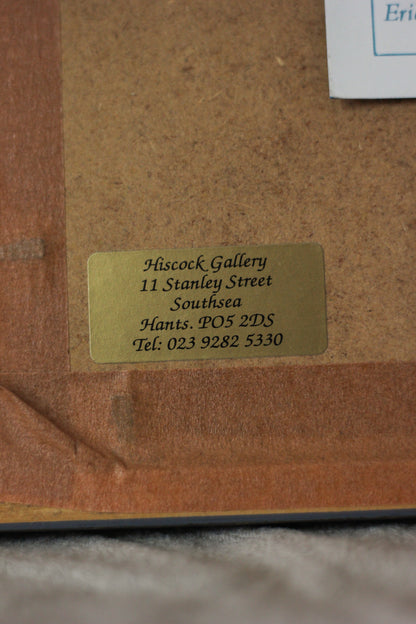 Hiscock Gallery
11 Stanley Street
Southsea
Hants. PO5 2DS
Tel: 023 9282 5330